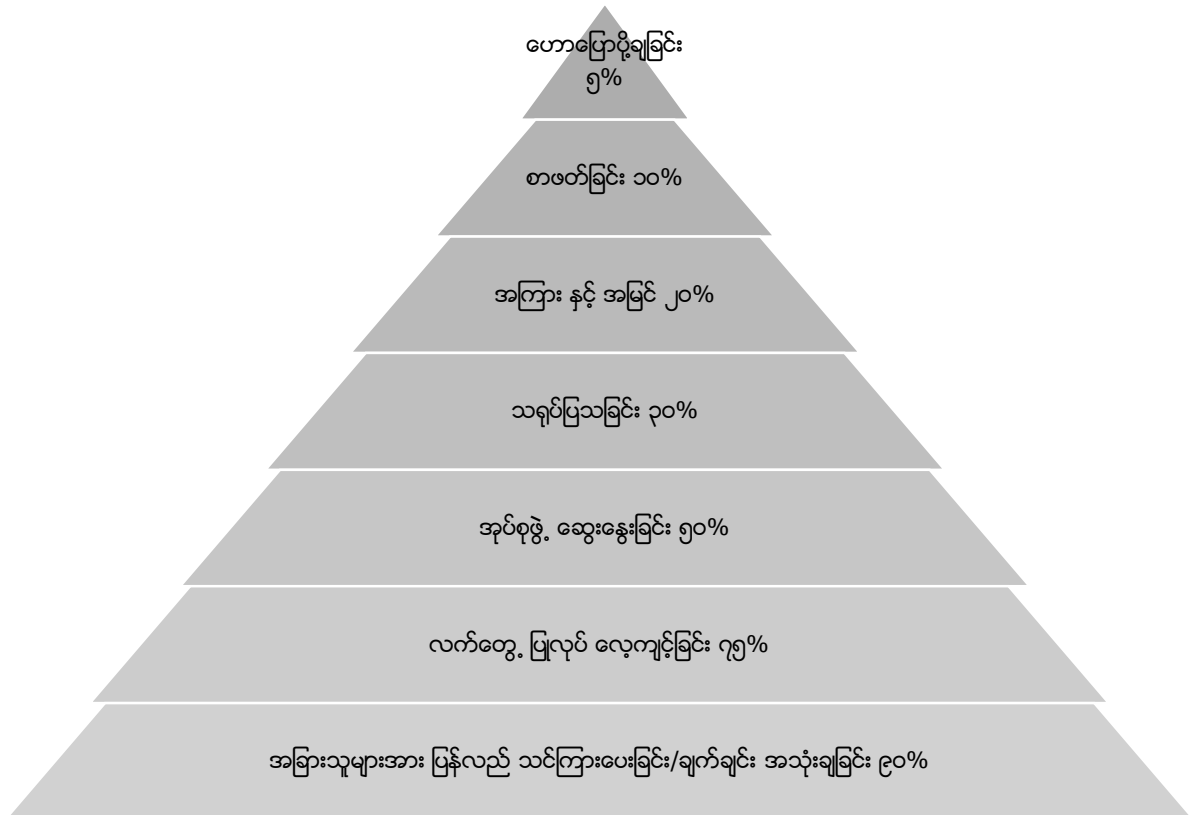 ဟောပြောပို့ချခြင်း
၅%
စာဖတ်ခြင်း ၁၀%
အကြား နှင့် အမြင် ၂၀%
သရုပ်ပြသခြင်း ၃၀%
အုပ်စုဖွဲ့ ဆွေးနွေးခြင်း ၅၀%
လက်တွေ့ ပြုလုပ် လေ့ကျင့်ခြင်း ၇၅%
အခြားသူများအား ပြန်လည် သင်ကြားပေးခြင်း/ချက်ချင်း အသုံးချခြင်း ၉၀%